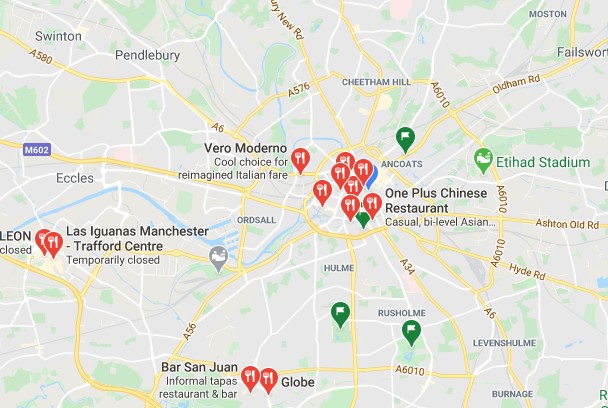 MOSTON
Swinton
Pendlebury
A580
ury New Rd
Failswor
A576
CHEETHAM HILL
A6010
Oldham Rd
A6
M602
Vero Moderno
Cool choice for
reimagined Italian fare
ANCOATS
Etihad Stadium
Eccles
One Plus Chinese
Restaurant
Casual, bi-level Asian...
A6010
ORDSALL
Ashton Old Rd
LEON
closed
Las Iguanas Manchester
- Trafford Centre
Temporarily closed
A6010
HULME
A34
Hyde Rd
A56
RUSHOLME
A6
LEVENSHULME
Bar San Juan
Informal tapas
restaurant & bar
Globe
A6010
BURNAGE
R